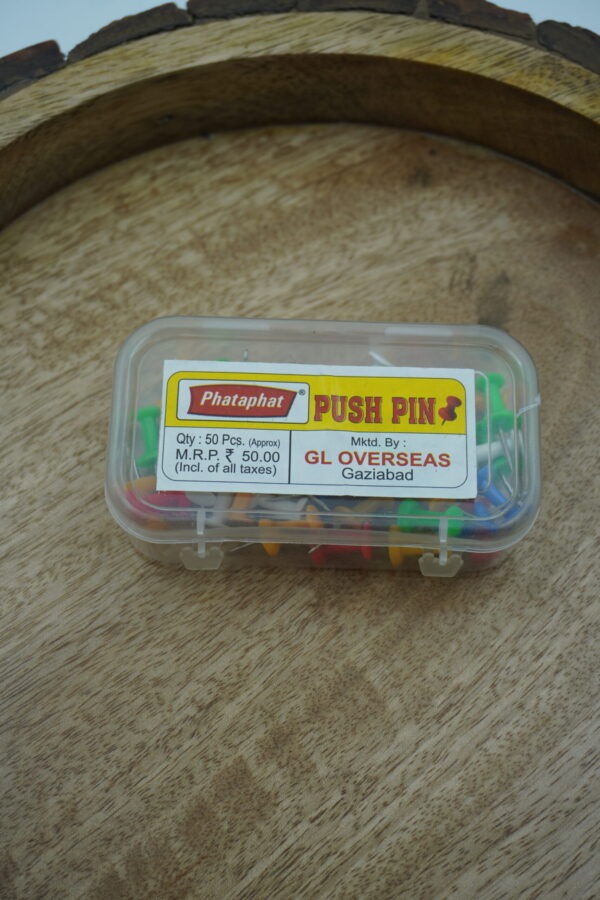 Phataphat®
PUSH PIN
Qty : 50 Pcs. (Approx)
M.R.P. ₹ 50.00
(Incl. of all taxes)
Mktd. By :
GL OVERSEAS
Gaziabad